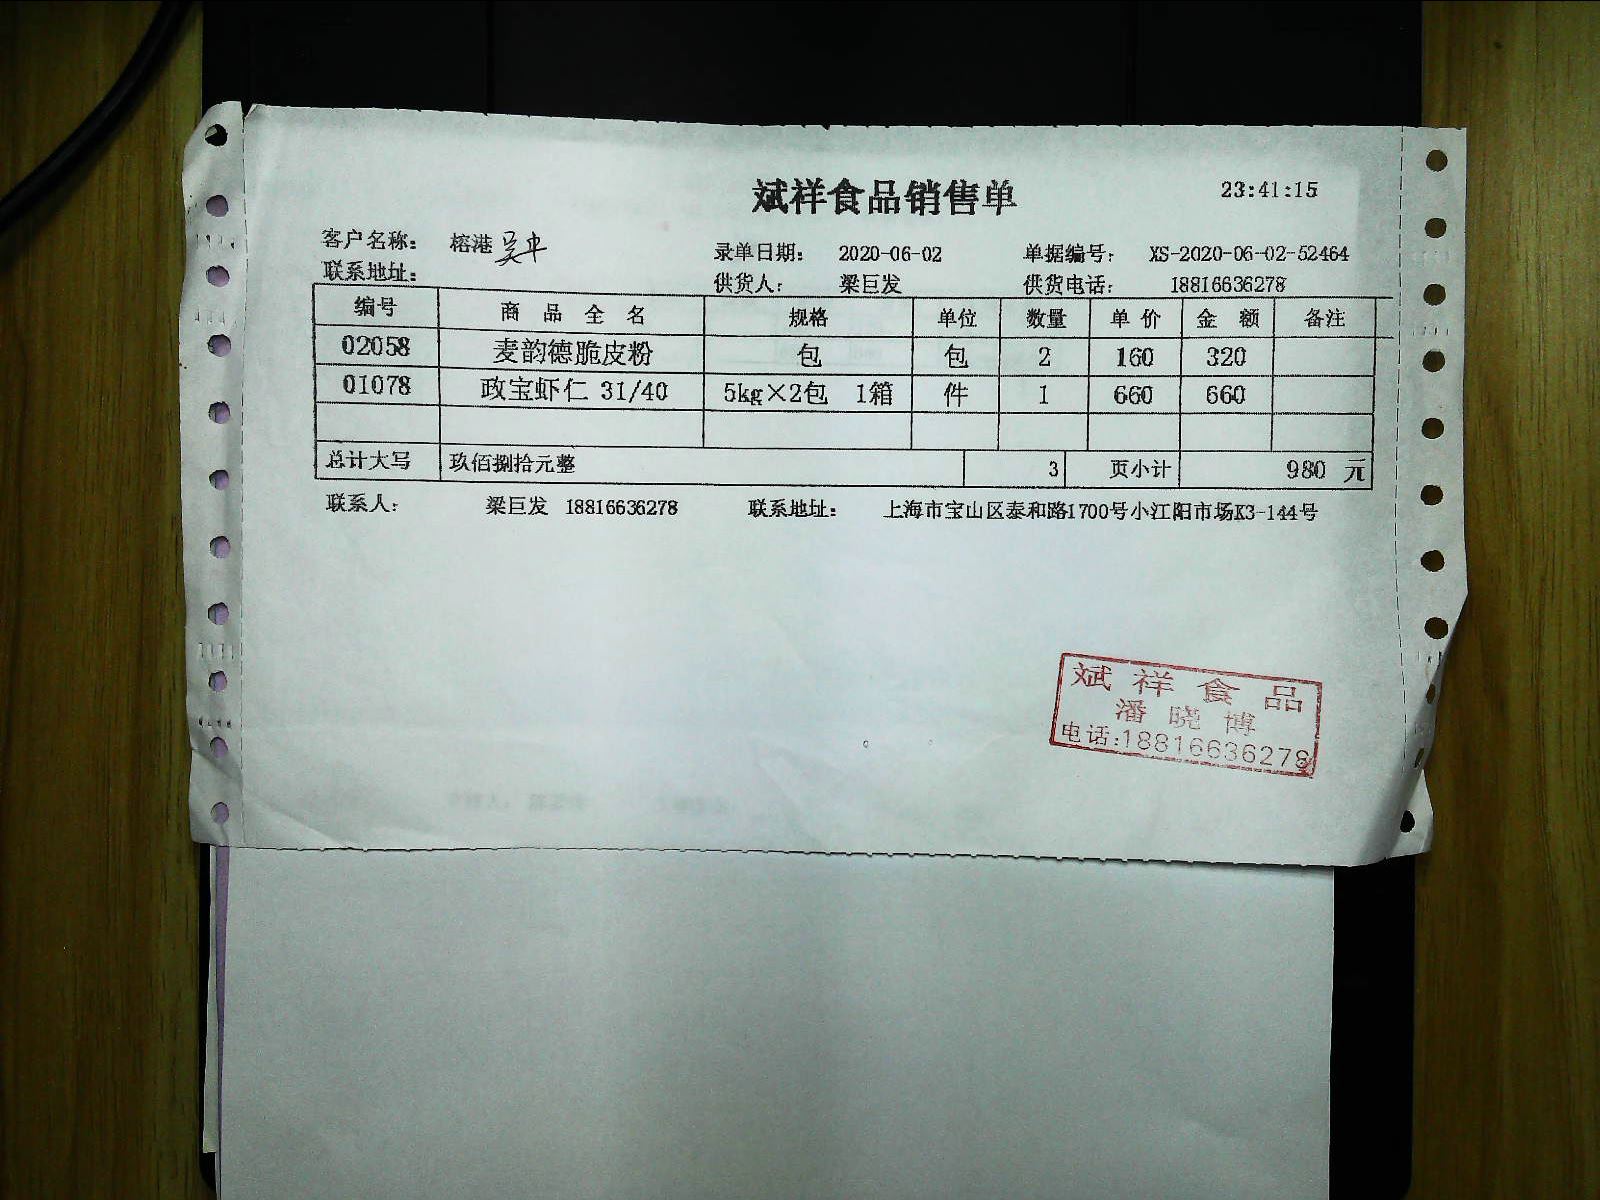 斌祥食品销售单 23:41:15
客户名称: 榕港 录单日期: 2020-06-02 单据编号: XS-2020-06-02-52464
联系地址: 供货人: 梁巨发 供货电话: 18816636278
编号 商品全名 规格 单位 数量 单价 金额 备注
02058 麦韵德脆皮粉 包 包 2 160 320
01078 政宝虾仁 31/40 5kg×2包 1箱 件 1 660 660
总计大写 玖佰捌拾元整 3 页小计 980 元
联系人: 梁巨发 18816636278 联系地址: 上海市宝山区泰和路1700号小江阳市场K3-144号
斌祥食品
潘晓博
电话:18816636278